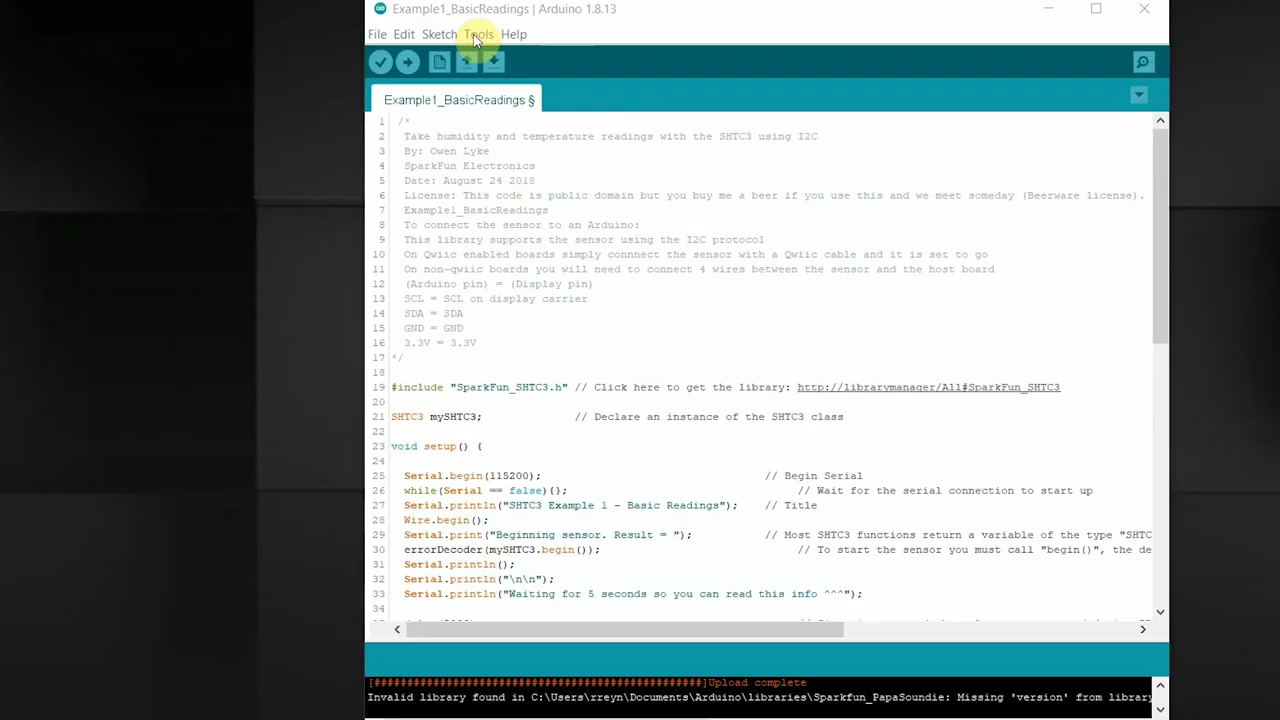 Example1_BasicReadings | Arduino 1.8.13
File Edit Sketch Tools Help
Example1_BasicReadings §
1 /*
2 Take humidity and temperature readings with the SHTC3 using I2C
3 By: Owen Lyke
4 SparkFun Electronics
5 Date: August 24 2018
6 License: This code is public domain but you buy me a beer if you use this and we meet someday (Beerware license).
7 Example1_BasicReadings
8 To connect the sensor to an Arduino:
9 This library supports the sensor using the I2C protocol
10 On Qwiic enabled boards simply connnect the sensor with a Qwiic cable and it is set to go
11 On non-qwiic boards you will need to connect 4 wires between the sensor and the host board
12 (Arduino pin) = (Display pin)
13 SCL = SCL on display carrier
14 SDA = SDA
15 GND = GND
16 3.3V = 3.3V
17 */
18
19 #include "SparkFun_SHTC3.h" // Click here to get the library: http://librarymanager/All#SparkFun_SHTC3
20
21 SHTC3 mySHTC3; // Declare an instance of the SHTC3 class
22
23 void setup() {
24
25 Serial.begin(115200); // Begin Serial
26 while(Serial == false){}; // Wait for the serial connection to start up
27 Serial.println("SHTC3 Example 1 - Basic Readings"); // Title
28 Wire.begin();
29 Serial.print("Beginning sensor. Result = "); // Most SHTC3 functions return a variable of the type "SHTC
30 errorDecoder(mySHTC3.begin()); // To start the sensor you must call "begin()", the de
31 Serial.println();
32 Serial.println("\n\n");
33 Serial.println("Waiting for 5 seconds so you can read this info ^^^");
34
[################################################]Upload complete
Invalid library found in C:\Users\rreyn\Documents\Arduino\libraries\Sparkfun_PapaSoundie: Missing 'version' from library